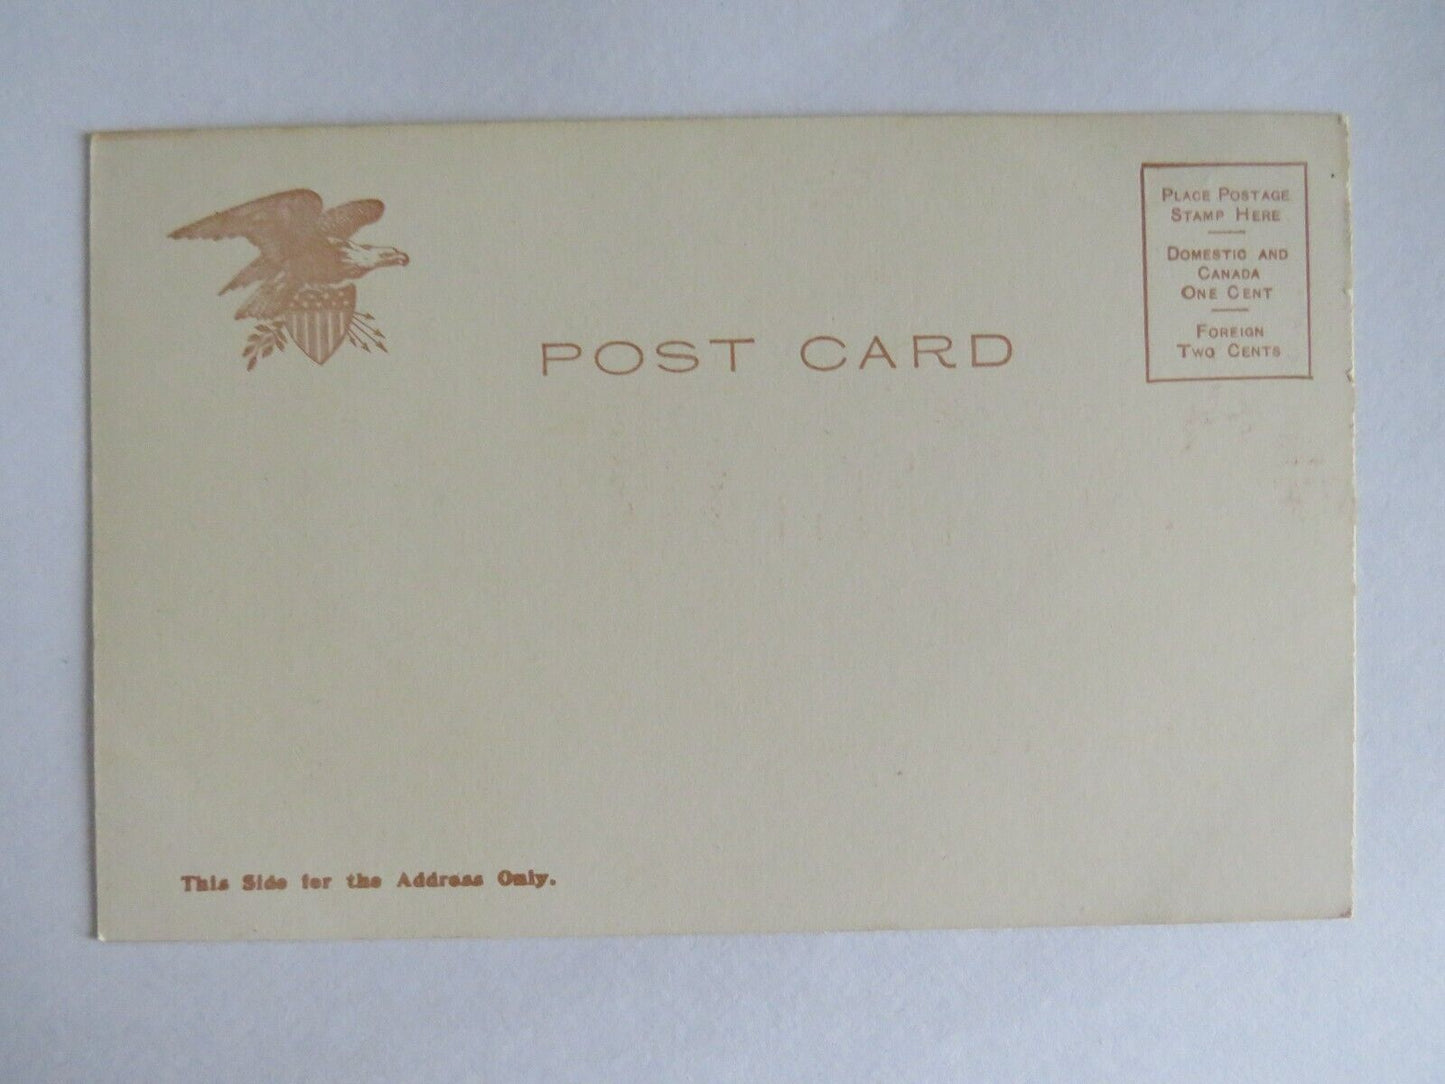 PLACE POSTAGE
STAMP HERE
DOMESTIC AND
CANADA
ONE CENT
FOREIGN
TWO CENTS
POST CARD
This Side for the Address Only.